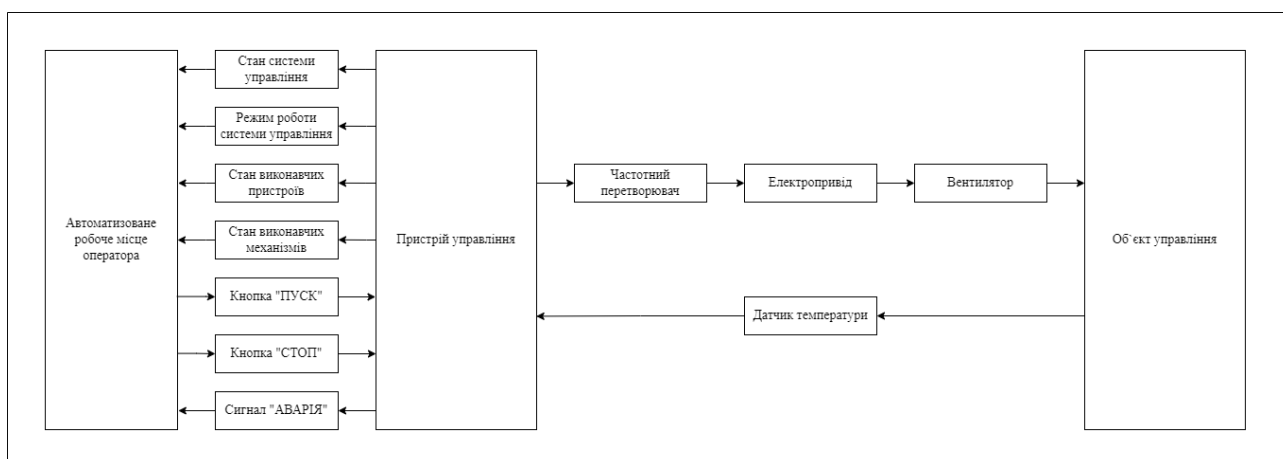 Автоматизоване
робоче місце
оператора
Стан системи
управління
Режим роботи
системи управління
Стан виконавчих
пристроїв
Стан виконавчих
механізмів
Кнопка "ПУСК"
Кнопка "СТОП"
Сигнал "АВАРІЯ"
Пристрій управління
Частотний
перетворювач
Електропривід
Вентилятор
Датчик температури
Об`єкт управління